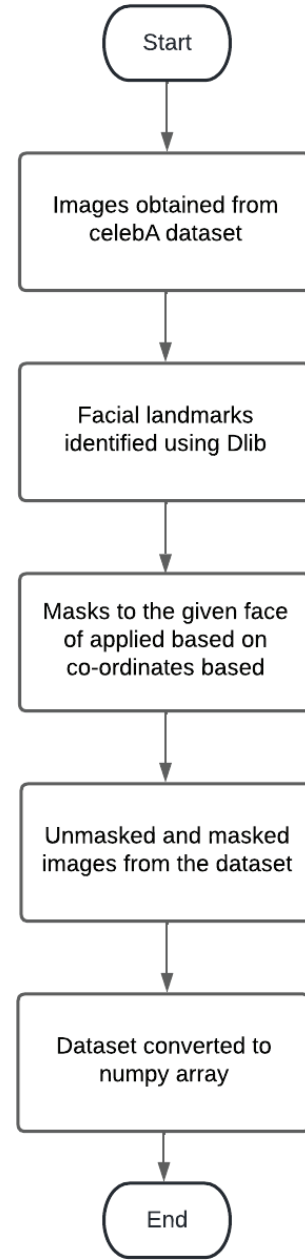 Start
Images obtained from
celebA dataset
Facial landmarks
identified using Dlib
Masks to the given face
of applied based on
co-ordinates based
Unmasked and masked
images from the dataset
Dataset converted to
numpy array
End